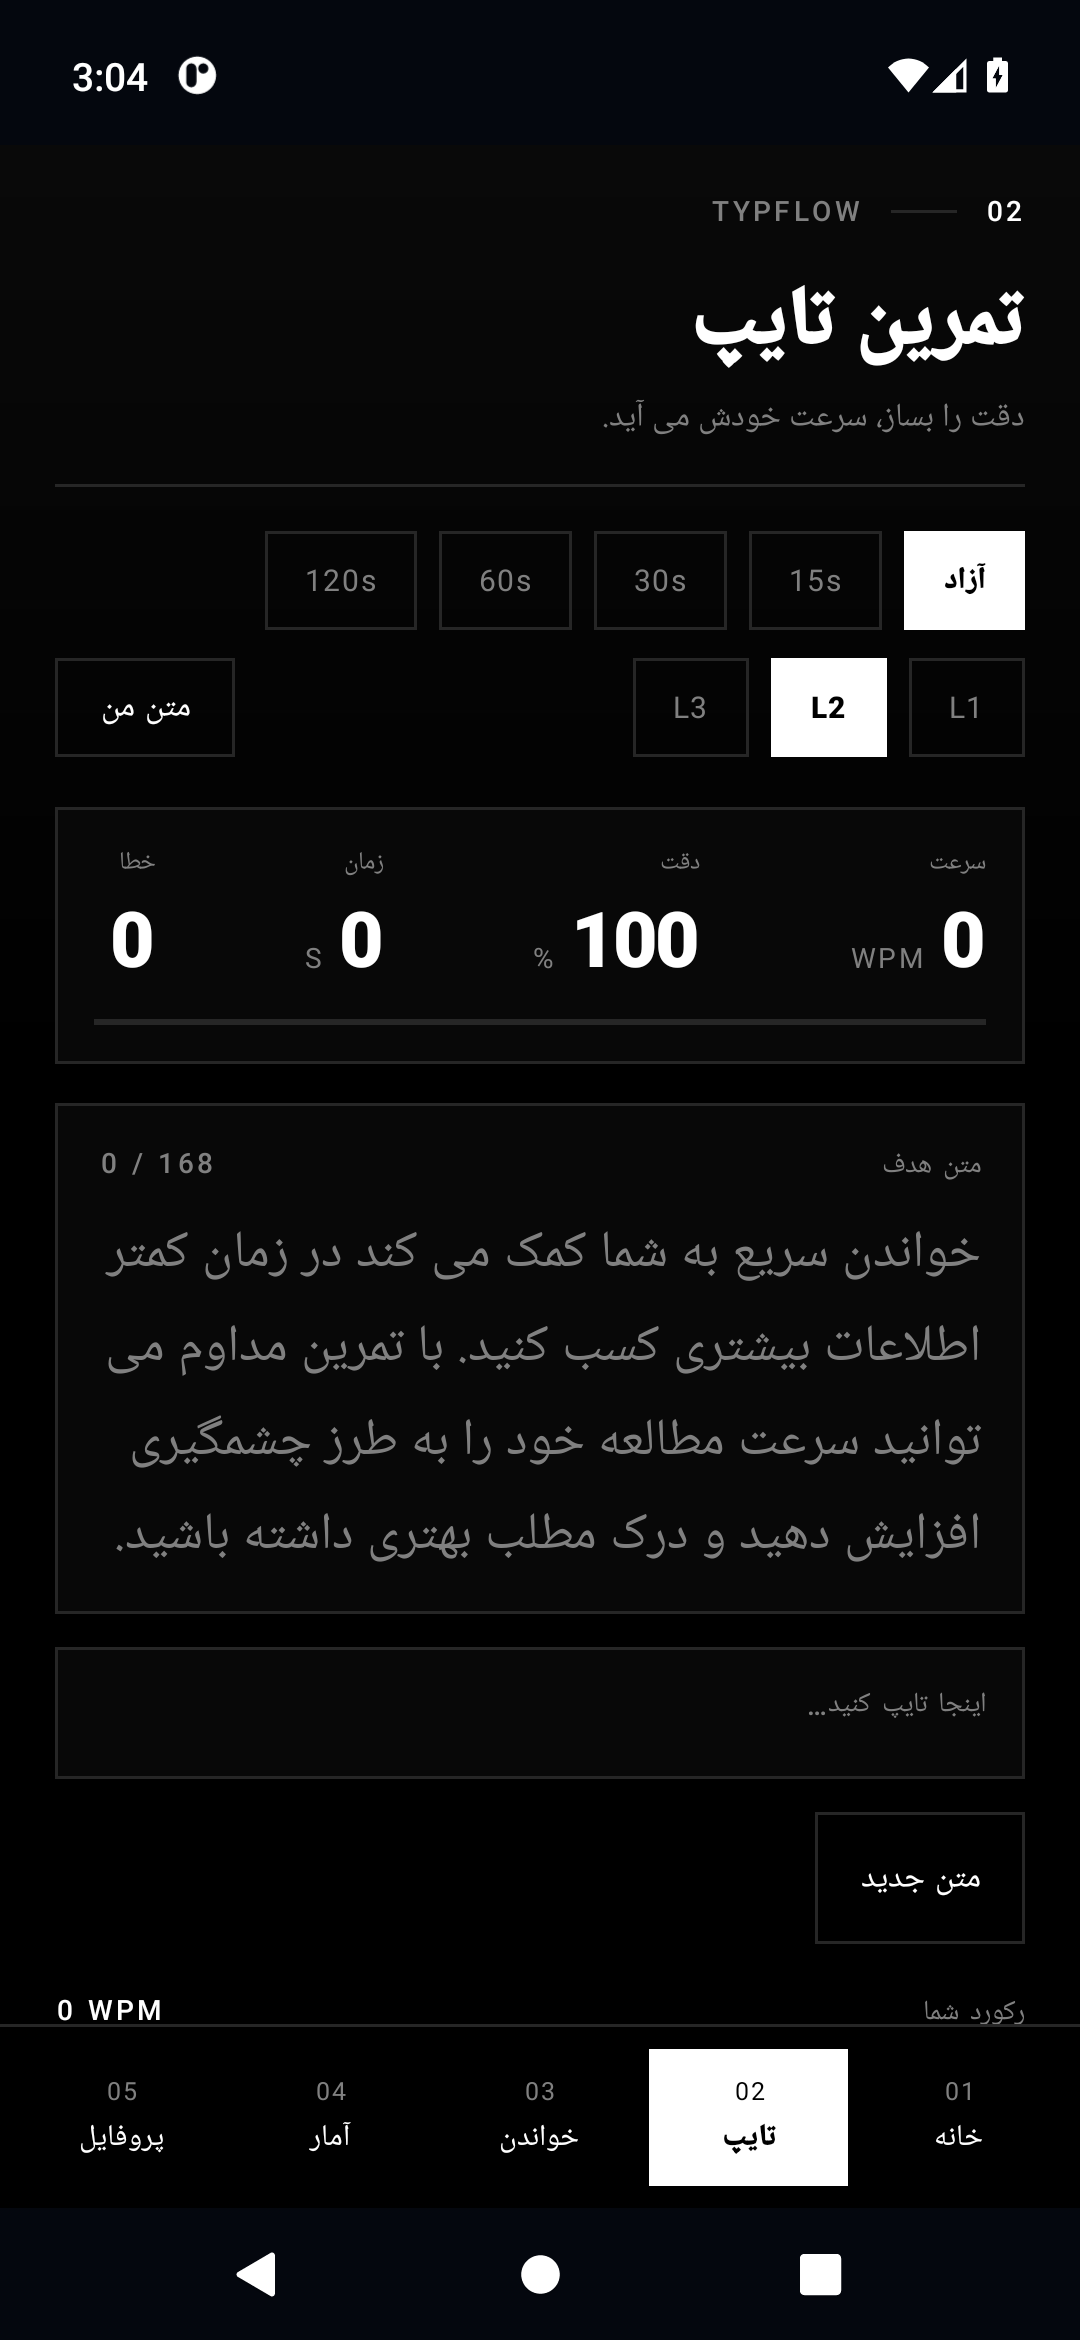 3:04
02 — TYPFLOW
تمرین تایپ
دقت را بساز، سرعت خودش می آید.
آزاد 15s 30s 60s 120s
L1 L2 L3 متن من
سرعت دقت زمان خطا
0 WPM 100 % 0 S 0
متن هدف 0 / 168
خواندن سریع به شما کمک می کند در زمان کمتر
اطلاعات بیشتری کسب کنید. با تمرین مداوم می
توانید سرعت مطالعه خود را به طرز چشمگیری
افزایش دهید و درک مطلب بهتری داشته باشید.
اینجا تایپ کنید...
متن جدید
رکورد شما 0 WPM
01 02 03 04 05
خانه تایپ خواندن آمار پروفایل